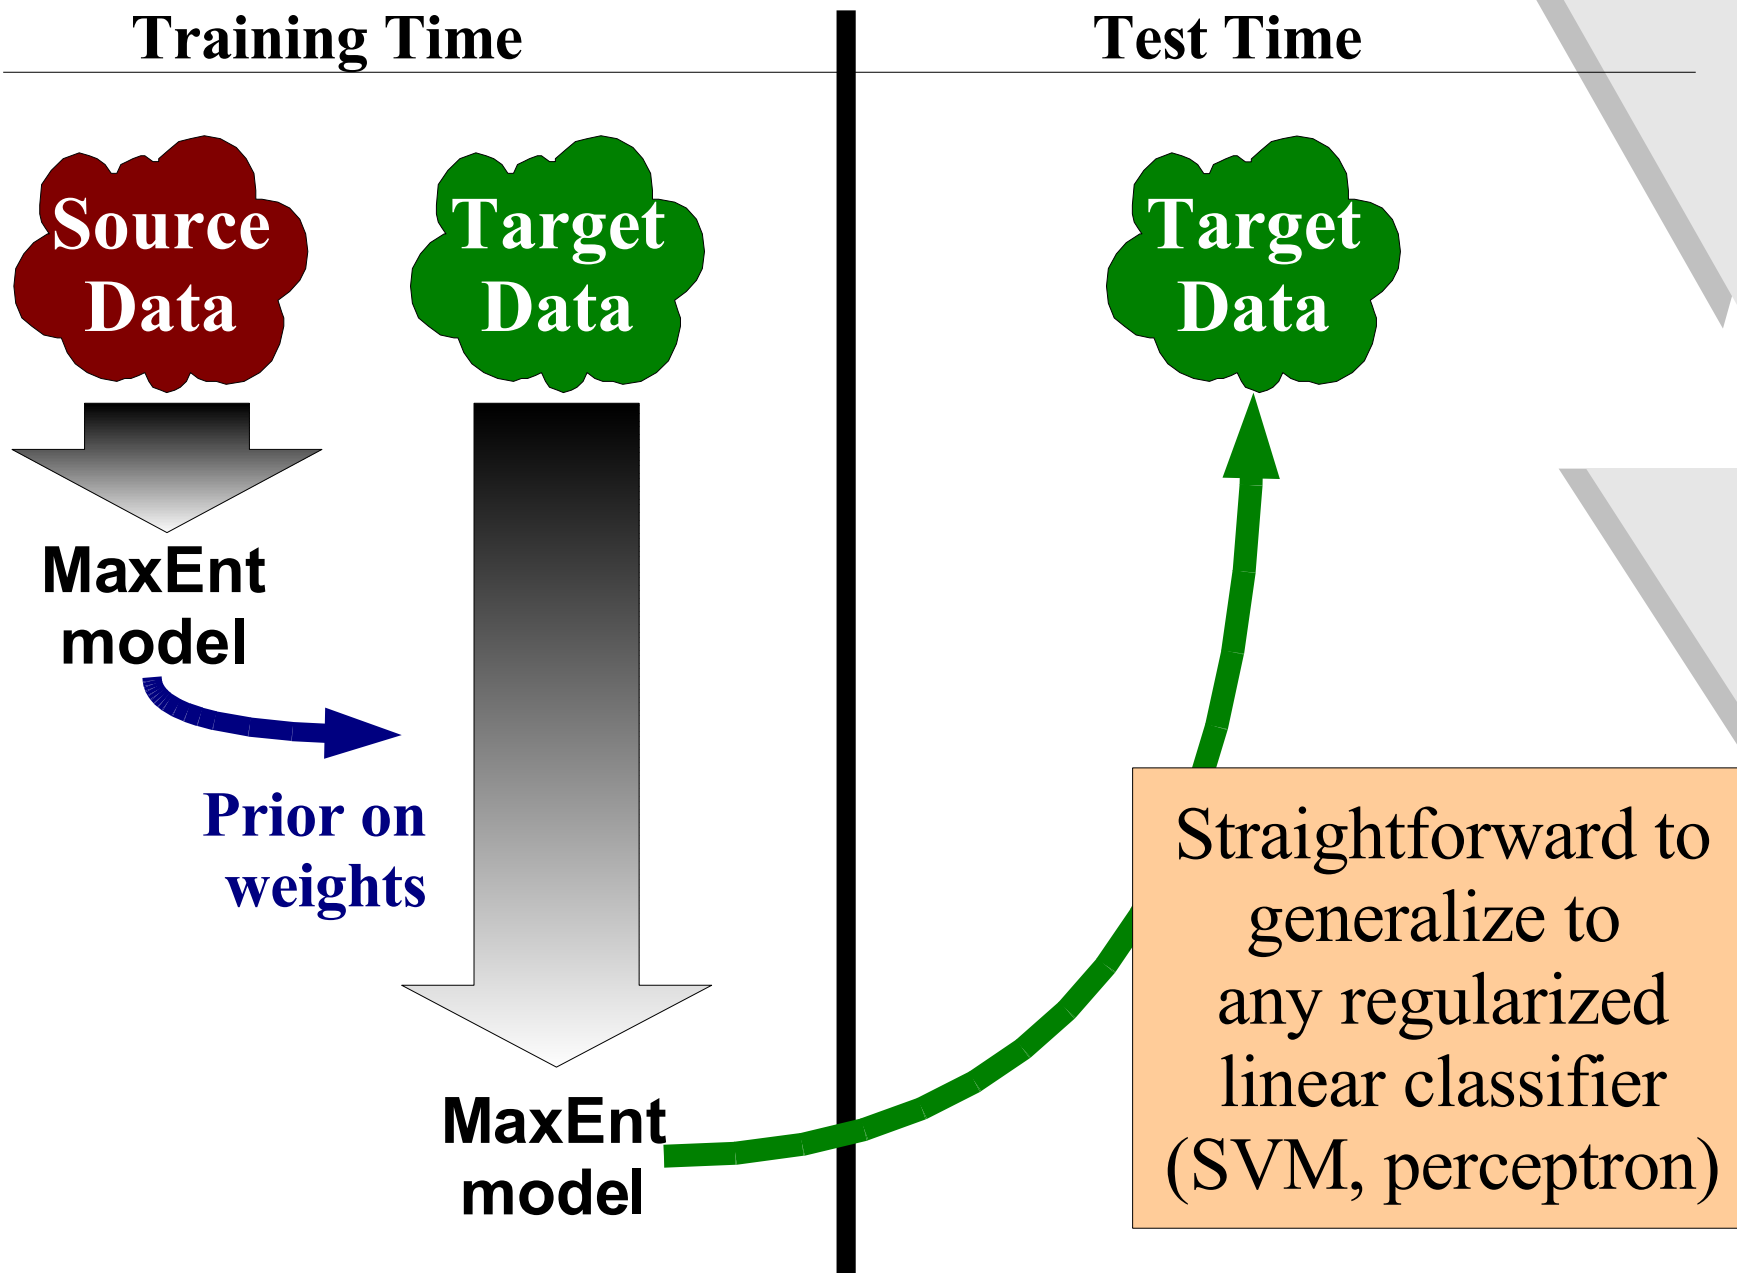 Training Time
Test Time
Source
Data
Target
Data
Target
Data
MaxEnt
model
Prior on
weights
MaxEnt
model
Straightforward to
generalize to
any regularized
linear classifier
(SVM, perceptron)